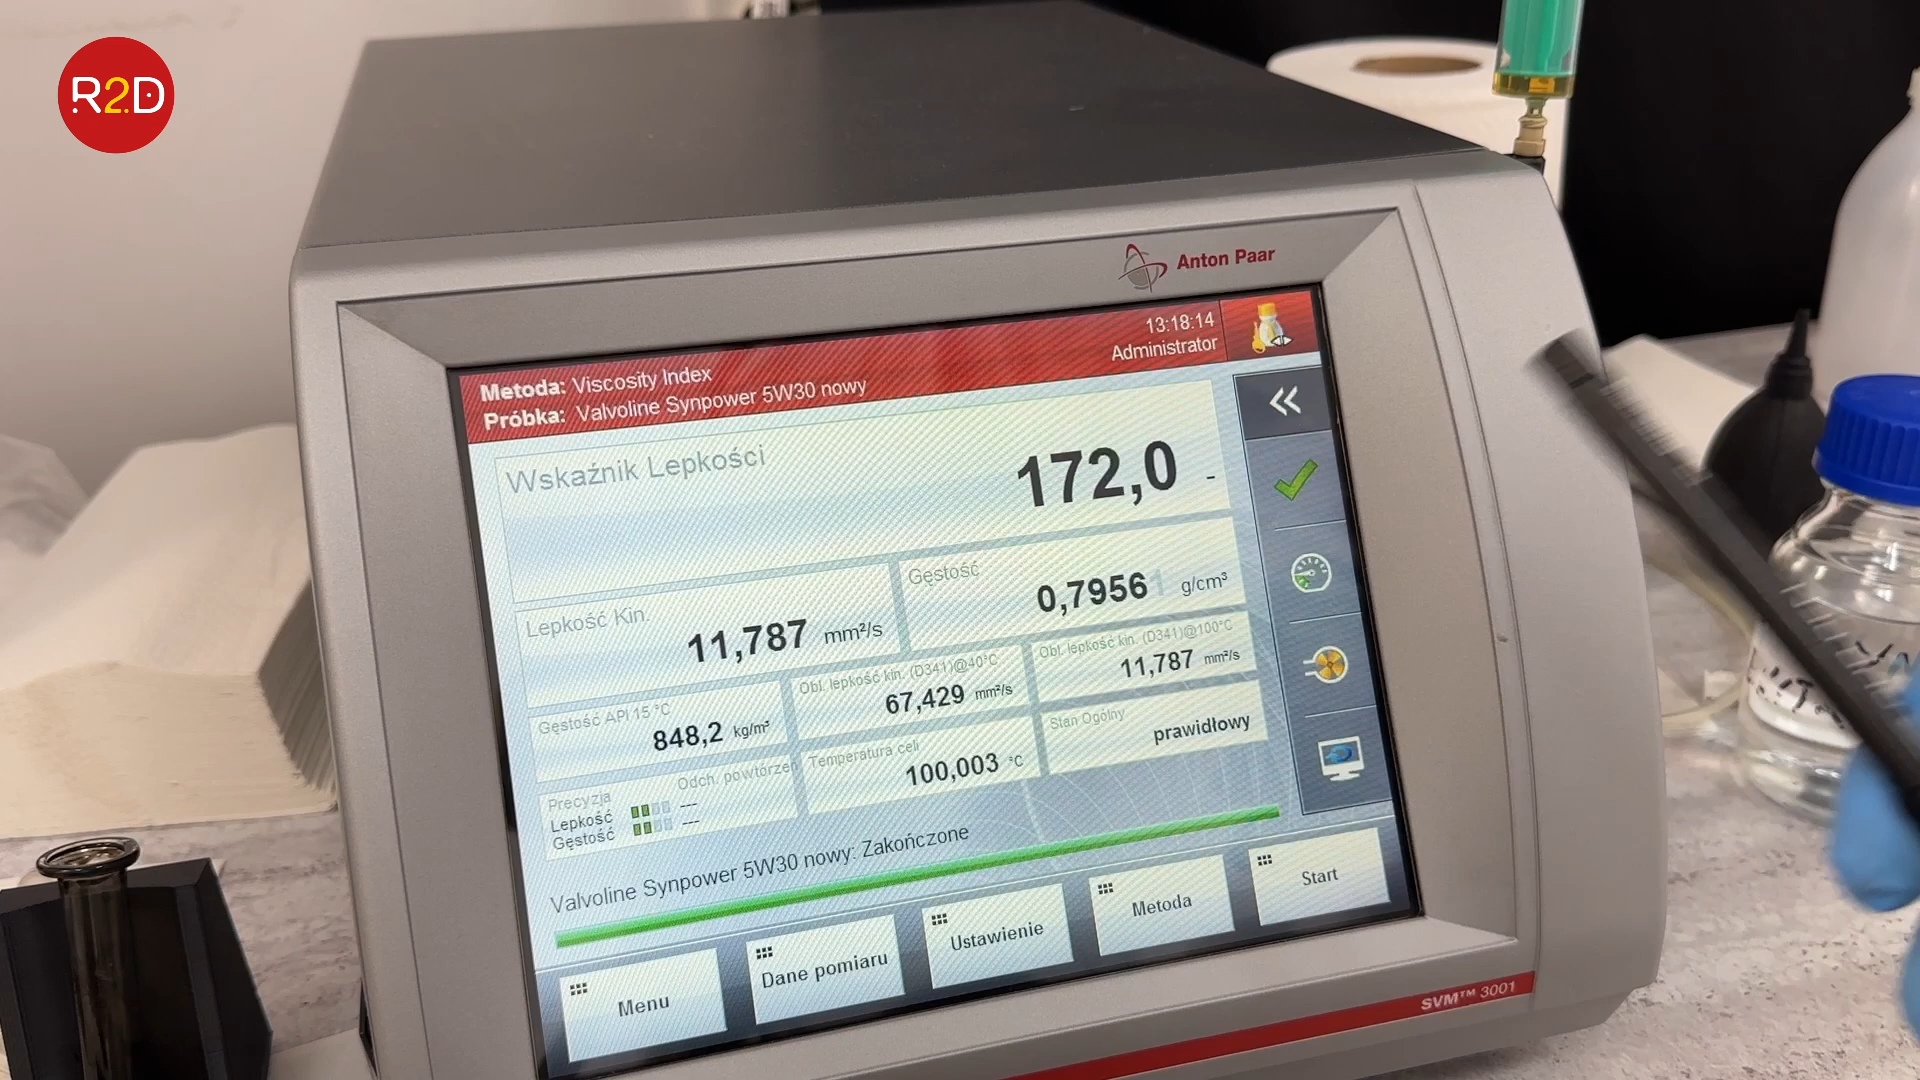 R2D
Anton Paar
13:18:14
Administrator
Metoda: Viscosity Index
Próbka: Valvoline Synpower 5W30 nowy
Wskaźnik Lepkości
172,0 -
Lepkość Kin.
11,787 mm²/s
Gęstość
0,7956 g/cm³
Gęstość API 15 °C
848,2 kg/m³
Obl. lepkość kin. (D341)@40°C
67,429 mm²/s
Obl. lepkość kin. (D341)@100°C
11,787 mm²/s
Precyzja
Odch. powtórzen
Lepkość ---
Gęstość ---
Temperatura celi
100,003 °C
Stan Ogólny
prawidłowy
Valvoline Synpower 5W30 nowy: Zakończone
Menu
Dane pomiaru
Ustawienie
Metoda
Start
SVM™ 3001